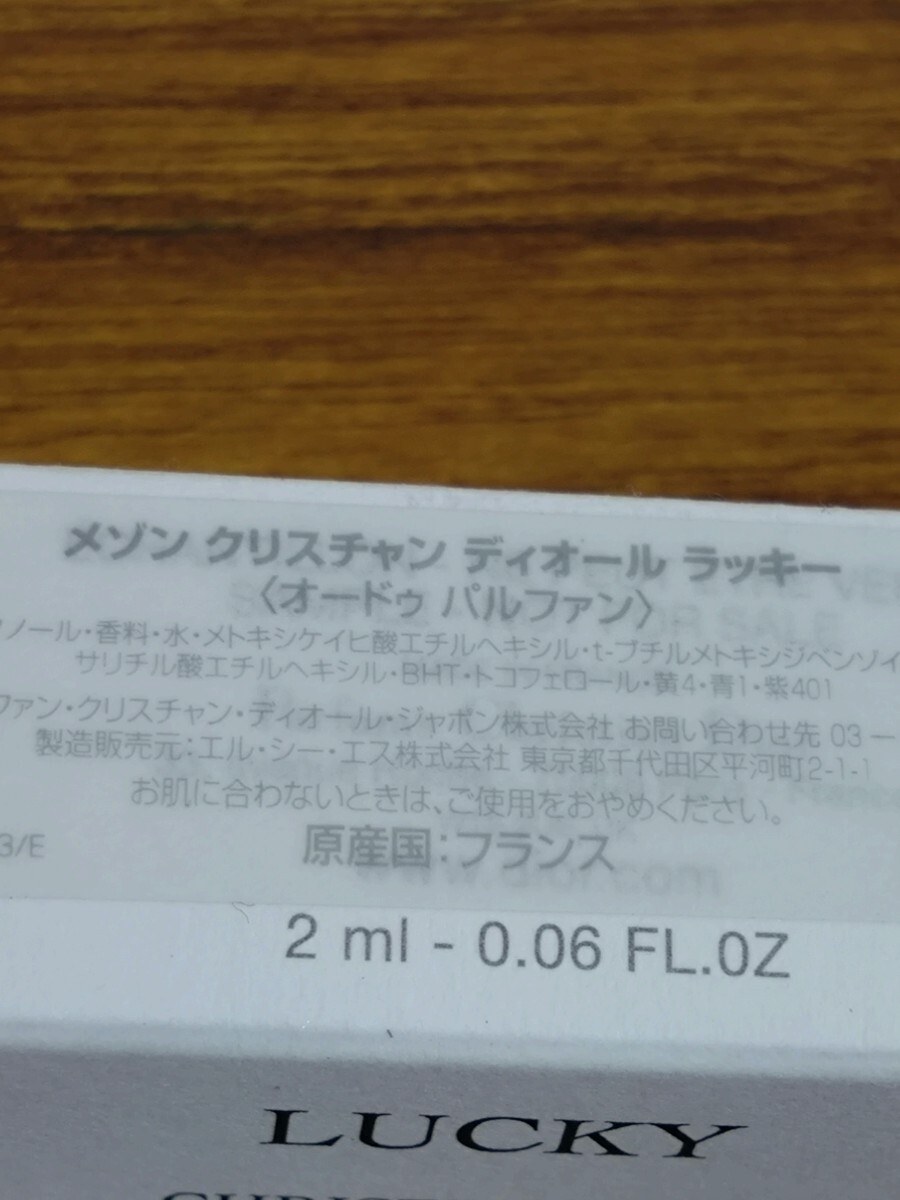 メゾン クリスチャン ディオール ラッキー
〈オードゥ パルファン〉
ノール・香料・水・メトキシケイヒ酸エチルヘキシル・t-ブチルメトキシジベンゾイ
サリチル酸エチルヘキシル・BHT・トコフェロール・黄4・青1・紫401
ファン・クリスチャン・ディオール・ジャポン株式会社 お問い合わせ先 03ー
製造販売元：エル・シー・エス株式会社 東京都千代田区平河町2-1-1
お肌に合わないときは、ご使用をおやめください。
3/E
原産国：フランス
www.dior.com
2 ml - 0.06 FL.OZ
LUCKY